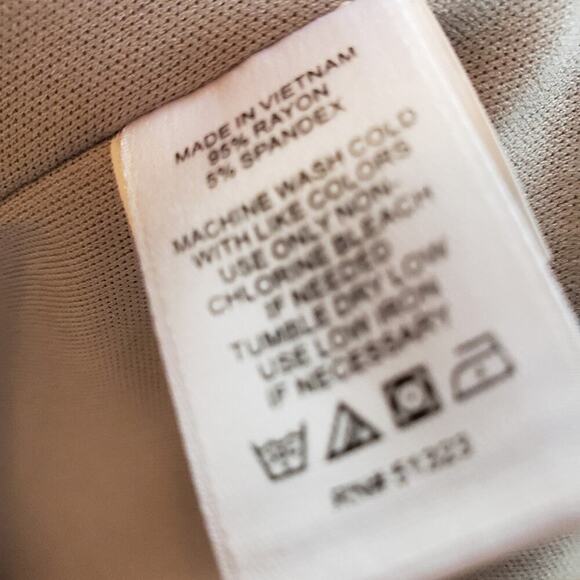 MADE IN VIETNAM
95% RAYON
5% SPANDEX
MACHINE WASH COLD
WITH LIKE COLORS
USE ONLY NON-
CHLORINE BLEACH
IF NEEDED
TUMBLE DRY LOW
USE LOW IRON
IF NECESSARY
RN# 51323